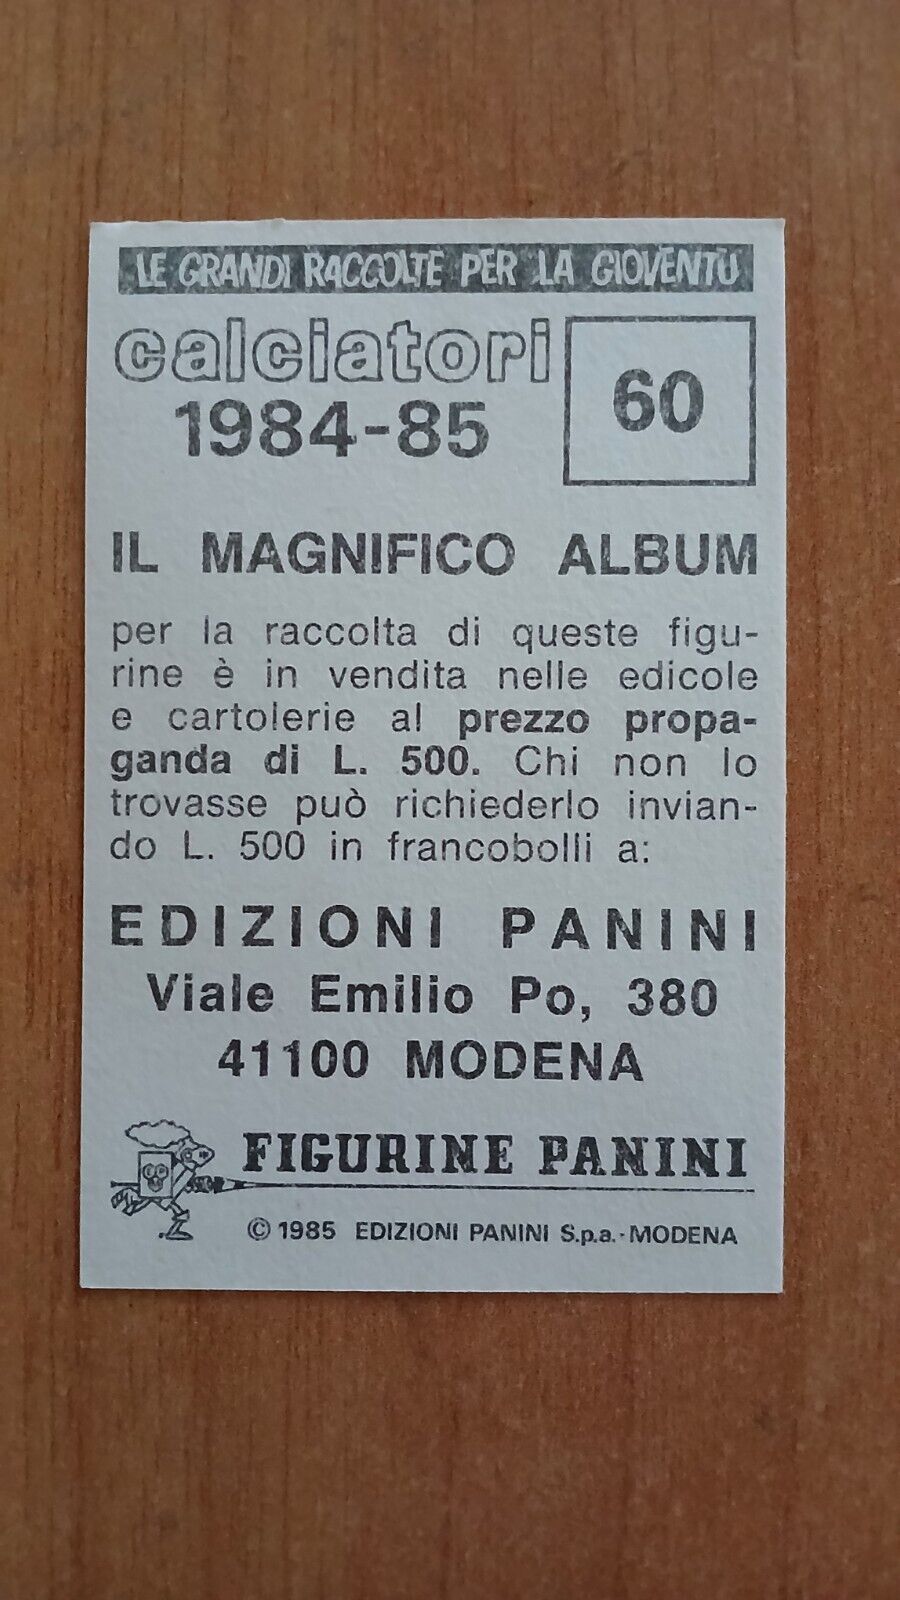 LE GRANDI RACCOLTE PER LA GIOVENTÙ
calciatori
1984-85
60
IL MAGNIFICO ALBUM
per la raccolta di queste figu-
rine è in vendita nelle edicole
e cartolerie al prezzo propa-
ganda di L. 500. Chi non lo
trovasse può richiederlo invian-
do L. 500 in francobolli a:
EDIZIONI PANINI
Viale Emilio Po, 380
41100 MODENA
FIGURINE PANINI
© 1985 EDIZIONI PANINI S.p.a.-MODENA